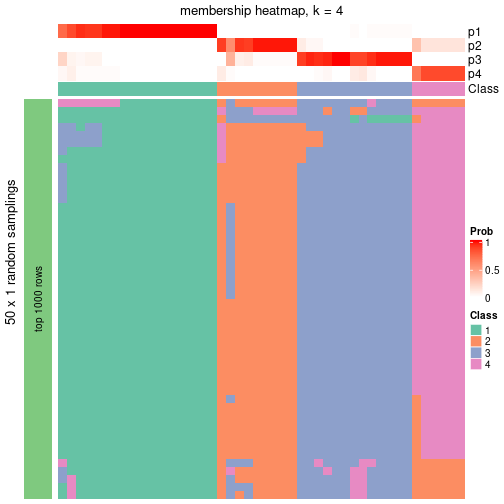 membership heatmap, k = 4
p1
p2
p3
p4
Class
50 x 1 random samplings
top 1000 rows
Prob
1
0.5
0
Class
1
2
3
4